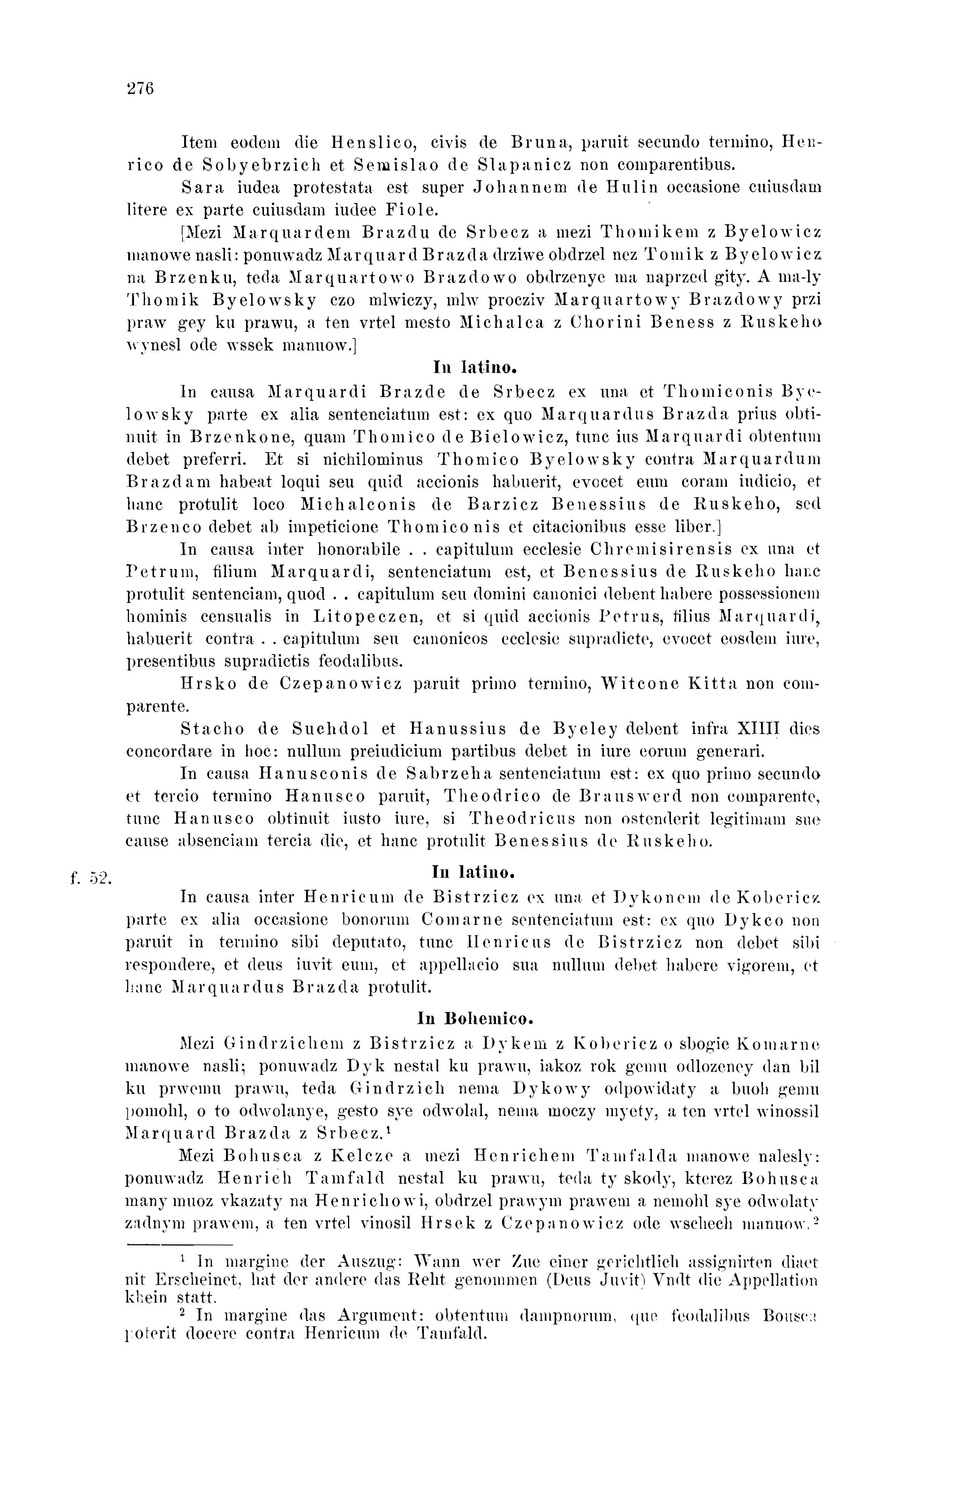 276
Item eodem die Henslico, civis de Bruna, paruit secundo termino, Hen-
rico de Sobyebrzich et Semislao de Slapanicz non comparentibus.
Sara iudea protestata est super Johannem de Hulin occasione cuiusdam
litere ex parte cuiusdam iudee Fiole.
[Mezi Marquardem Brazdu de Srbecz a mezi Thomikem z Byelowicz
manowe nasli: ponuwadz Marquard Brazda drziwe obdrzel nez Tomik z Byelowicz
na Brzenku, teda Marquartowo Brazdowo obdrzenye ma naprzed gity. A ma-ly
Thomik Byelowsky czo mlwiczy, mlw procziv Marquartowy Brazdowy przi
praw gey ku prawu, a ten vrtel mesto Michalca z Chorini Beness z Ruskeho
wynesl ode wssek manuow.]
In latino.
In causa Marquardi Brazde de Srbecz ex una et Thomiconis Bye-
lowsky parte ex alia sentenciatum est: ex quo Marquardus Brazda prius obti-
nuit in Brzenkone, quam Thomico de Bielowicz, tunc ius Marquardi obtentum
debet preferri. Et si nichilominus Thomico Byelowsky contra Marquardum
Brazdam habeat loqui seu quid accionis habuerit, evocet eum coram iudicio, et
hanc protulit loco Michalconis de Barzicz Benessius de Ruskeho, sed
Brzenco debet ab impeticione Thomiconis et citacionibus esse liber.]
In causa inter honorabile . . capitulum ecclesie Chremisirensis ex una et
Petrum, filium Marquardi, sentenciatum est, et Benessius de Ruskeho hanc
protulit sentenciam, quod . . capitulum seu domini canonici debent habere possessionem
hominis censualis in Litopeczen, et si quid accionis Petrus, filius Marquardi,
habuerit contra . . capitulum seu canonicos ecclesie supradicte, evocet eosdem iure,
presentibus supradictis feodalibus.
Hrsko de Czepanowicz paruit primo termino, Witcone Kitta non com-
parente.
Stacho de Suchdol et Hanussius de Byeley debent infra XIIII dies
concordare in hoc: nullum preiudicium partibus debet in iure eorum generari.
In causa Hanusconis de Sabrzeha sentenciatum est: ex quo primo secundo
et tercio termino Hanusco paruit, Theodrico de Brauswerd non comparente,
tunc Hanusco obtinuit iusto iure, si Theodricus non ostenderit legitimam sue
cause absenciam tercia die, et hanc protulit Benessius de Ruskeho.
f. 52.
In latino.
In causa inter Henricum de Bistrzicz ex una et Dykonem de Kobericz
parte ex alia occasione bonorum Comarne sentenciatum est: ex quo Dykco non
paruit in termino sibi deputato, tunc Henricus de Bistrzicz non debet sibi
respondere, et deus iuvit eum, et appellacio sua nullum debet habere vigorem, et
hanc Marquardus Brazda protulit.
In Bohemico.
Mezi Gindrzichem z Bistrzicz a Dykem z Kobericz o sbogie Komarne
manowe nasli; ponuwadz Dyk nestal ku prawu, iakoz rok gemu odlozeney dan bil
ku prwemu prawu, teda Gindrzich nema Dykowy odpowidaty a buoh gemu
pomohl, o to odwolanye, gesto sye odwolal, nema moczy myety, a ten vrtel winossil
Marquard Brazda z Srbecz.¹
Mezi Bohusca z Kelcze a mezi Henrichem Tamfalda manowe nalesly:
ponuwadz Henrich Tamfald nestal ku prawu, teda ty skody, kterez Bohusca
many muoz vkazaty na Henrichowi, obdrzel prawym prawem a nemohl sye odwolaty
zadnym prawem, a ten vrtel vinosil Hrsek z Czepanowicz ode wschech manuow.²
¹ In margine der Auszug: Wann wer Zue einer gerichtlich assignirten diaet
nit Erscheinet, hat der andere das Reht genommen (Deus Juvit) Vndt die Appellation
khein statt.
² In margine das Argument: obtentum dampnorum, que feodalibus Bousca
poterit docere contra Henricum de Tamfald.